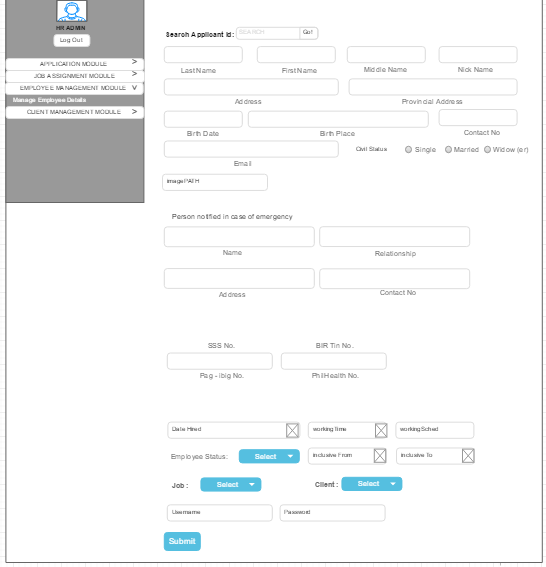 HR ADMIN
Log Out
APPLICATION MODULE >
JOB ASSIGNMENT MODULE >
EMPLOYEE MANAGEMENT MODULE V
Manage Employee Details
CLIENT MANAGEMENT MODULE >
Search Applicant Id: SEARCH Go!
Last Name First Name Middle Name Nick Name
Address Provincial Address
Birth Date Birth Place Contact No
Email
Civil Status Single Married Widow (er)
imagePATH
Person notified in case of emergency
Name Relationship
Address Contact No
SSS No. BIR Tin No.
Pag - ibig No. PhilHealth No.
Date Hired workingTime workingSched
Employee Status: Select Inclusive From Inclusive To
Job : Select Client : Select
Username Password
Submit